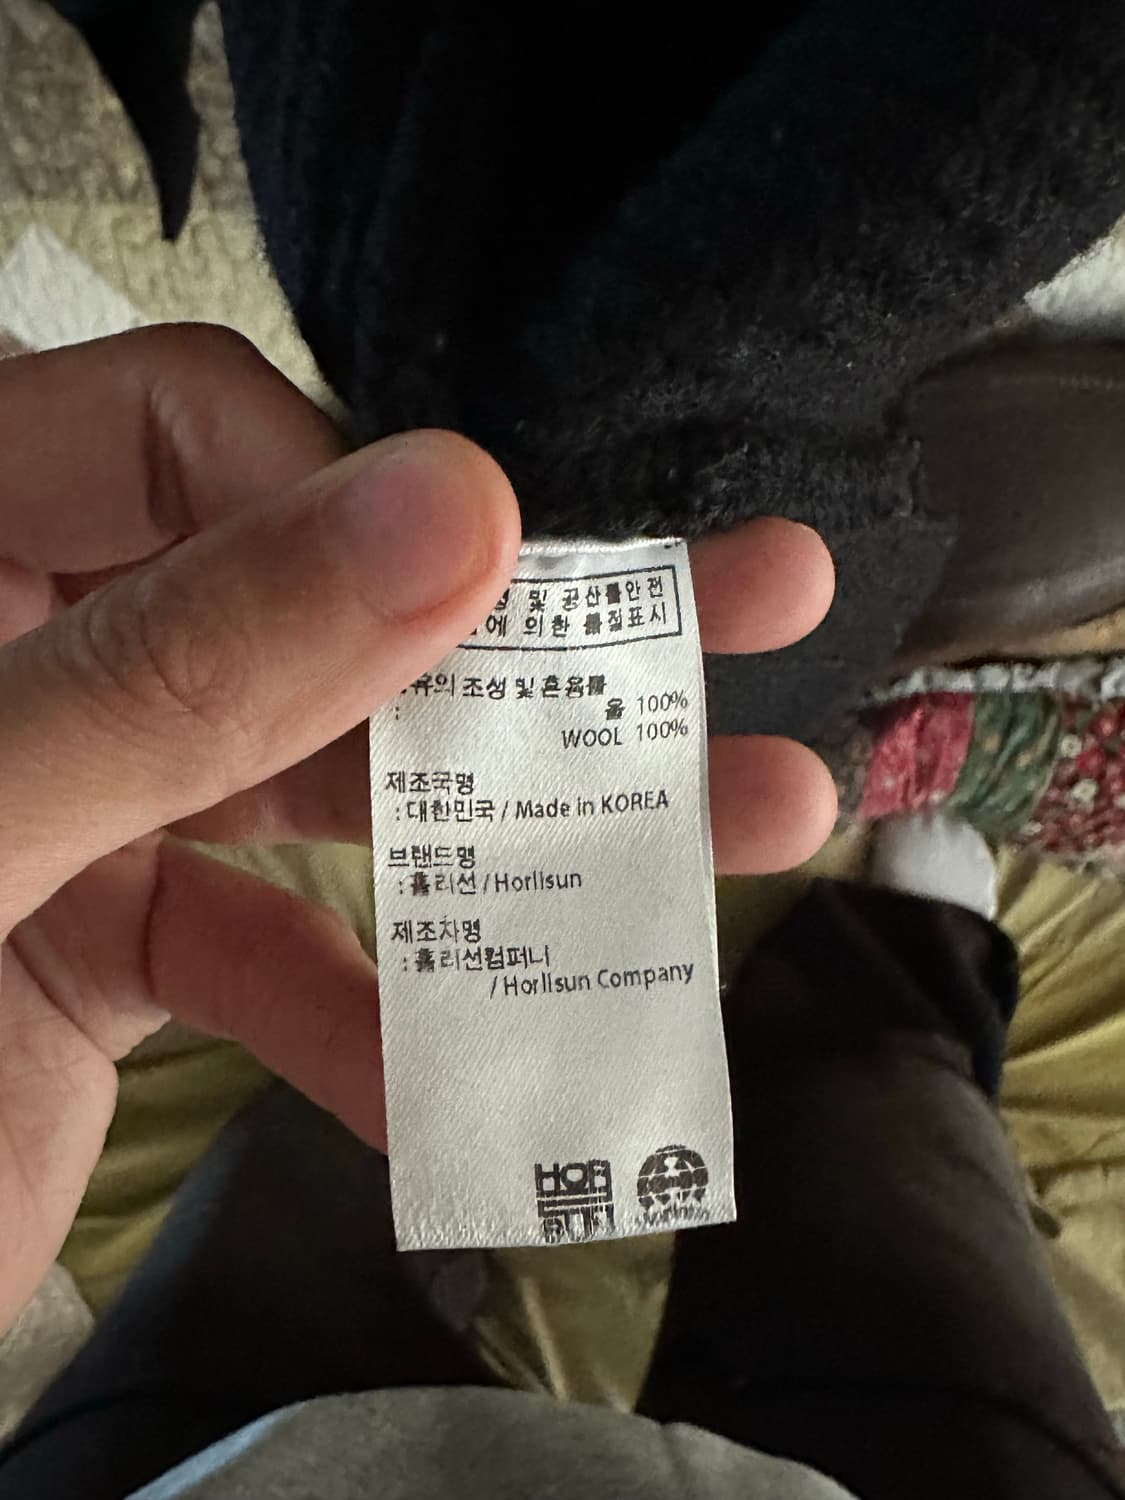 및 공산품안전
에 의한 품질표시
조성 및 혼용률
: 울 100%
WOOL 100%
제조국명
: 대한민국 / Made in KOREA
브랜드명
: 홀리선 / Horlisun
제조자명
: 홀리선컴퍼니
/ Horlisun Company
HOR